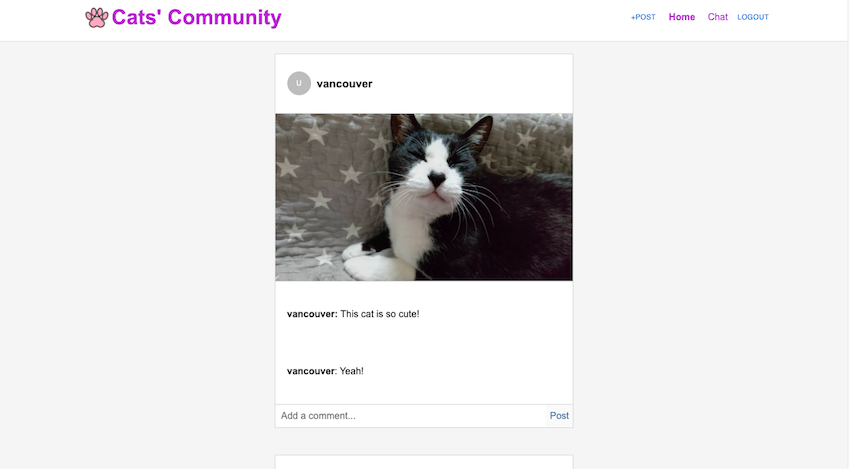 Cats' Community
+POST Home Chat LOGOUT
U vancouver
vancouver: This cat is so cute!
vancouver: Yeah!
Add a comment... Post